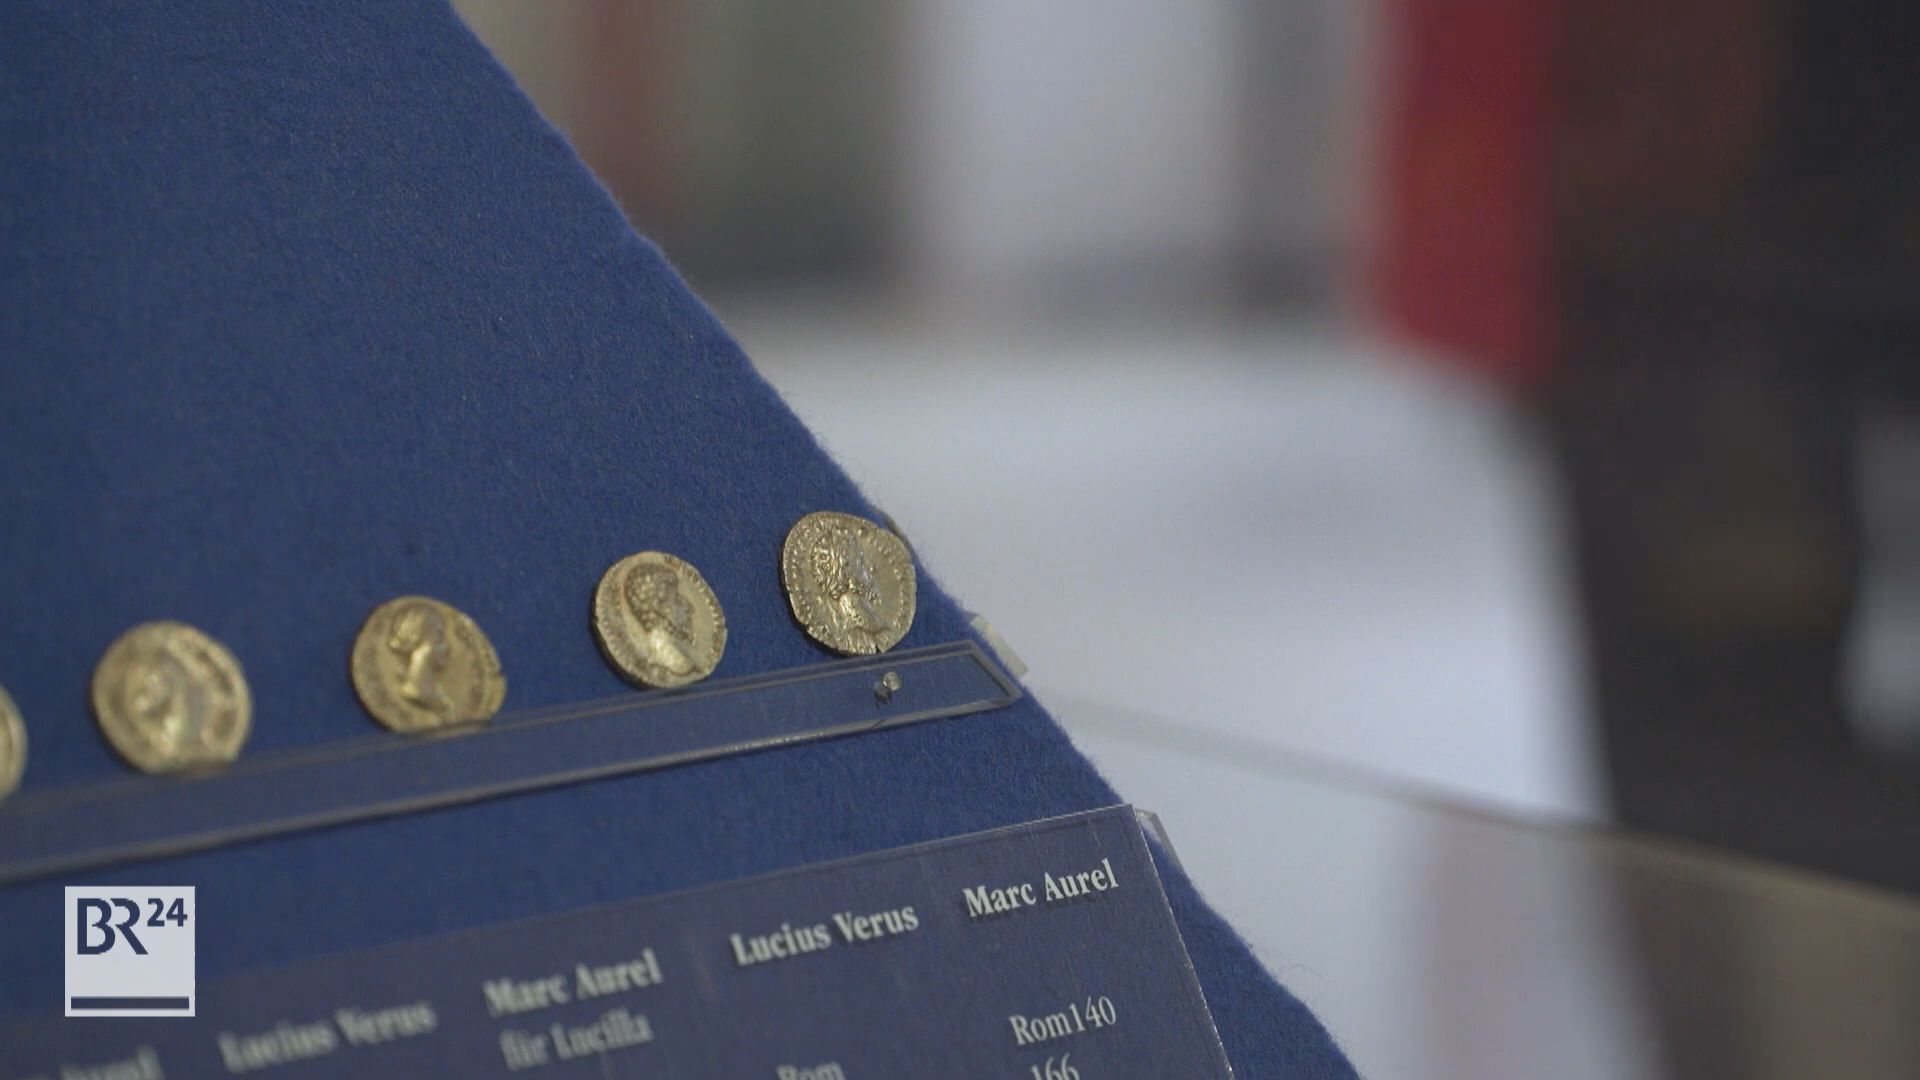 Marc Aurel
Lucius Verus
Marc Aurel
für Lucilla
Lucius Verus
Rom140
Rom
166
BR24